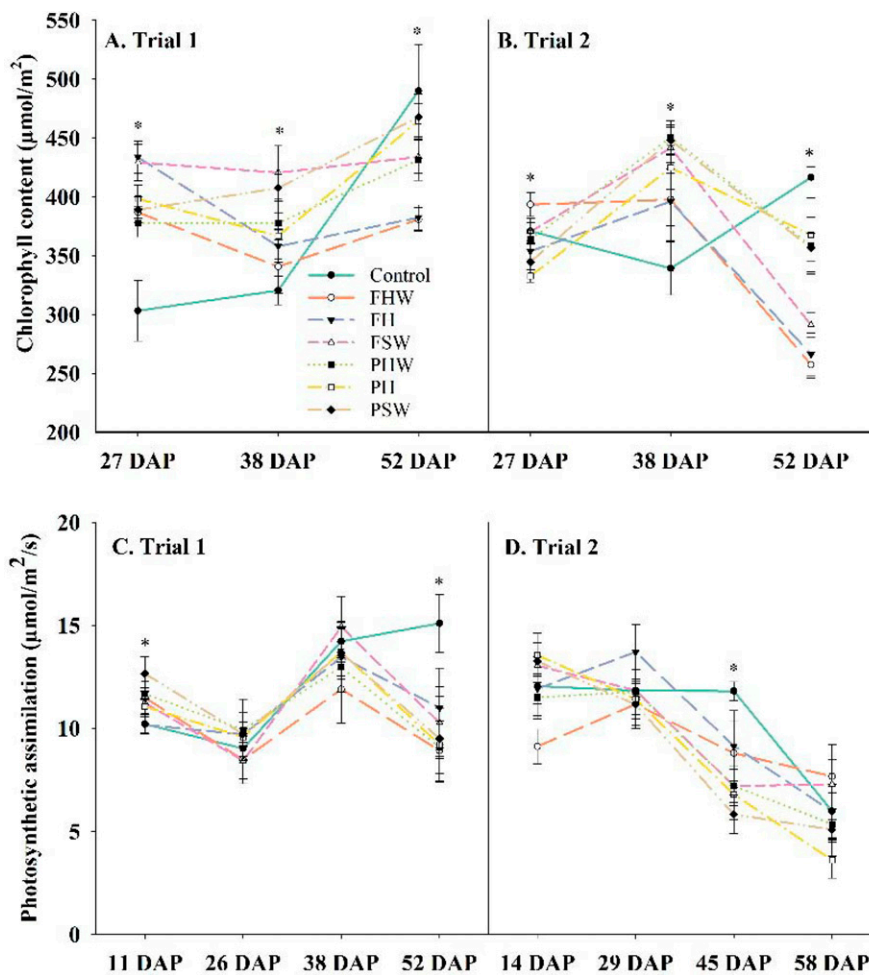 A. Trial 1
B. Trial 2
*
*
*
*
*
*
Chlorophyll content (µmol/m²)
550
500
450
400
350
300
250
200
Control
FHW
FH
FSW
PHW
PH
PSW
27 DAP 38 DAP 52 DAP 27 DAP 38 DAP 52 DAP
C. Trial 1
D. Trial 2
*
*
*
Photosynthetic assimilation (µmol/m²/s)
20
15
10
5
0
11 DAP 26 DAP 38 DAP 52 DAP 14 DAP 29 DAP 45 DAP 58 DAP